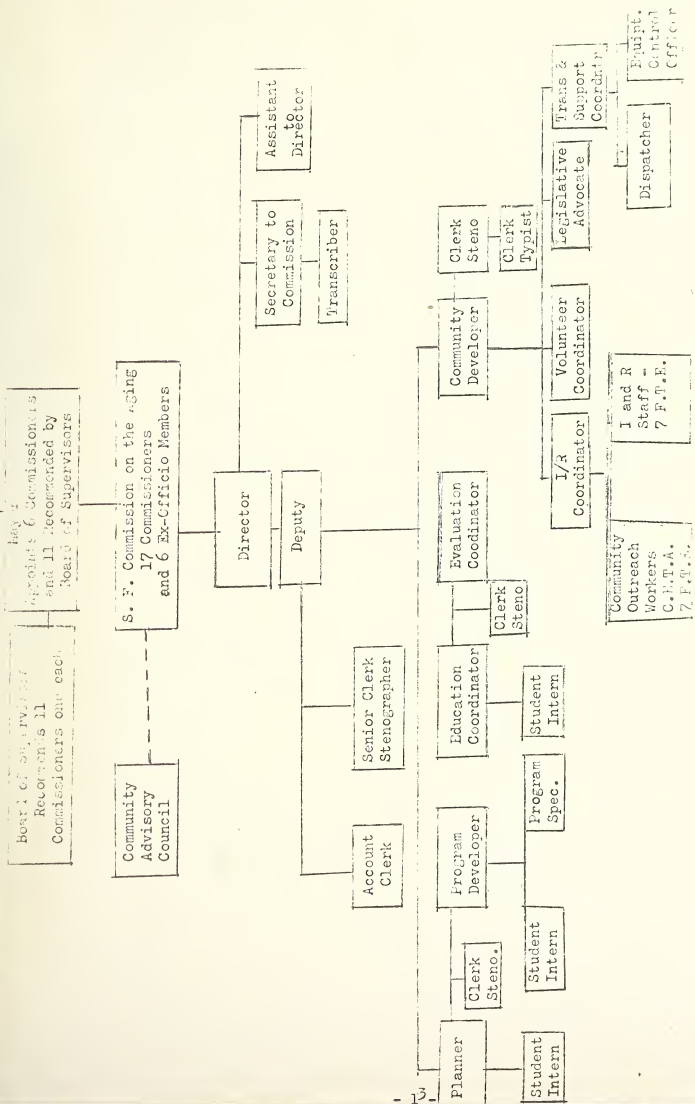 Board of
Recommends 11
Commissioners one each
Appoints 6 Commissioners
and 11 Recommended by
Board of Supervisors
Community
Advisory
Council
S. F. Commission on the Aging
17 Commissioners
and 6 Ex-Officio Members
Director
Secretary to
Commission
Assistant
to
Director
Transcriber
Deputy
Account
Clerk
Senior Clerk
Stenographer
Planner
Clerk
Steno.
Program
Developer
Education
Coordinator
Clerk
Steno
Evaluation
Coodinator
Community
Developer
Clerk
Steno
Clerk
Typist
Student
Intern
Student
Intern
Program
Spec.
Student
Intern
I/R
Coordinator
Volunteer
Coordinator
Legislative
Advocate
Trans &
Support
Coordntr
Community
Outreach
Workers
C.E.T.A.
7 F.T.E.
I and R
Staff -
7 F.T.E.
Dispatcher
Equipt.
Control
Officer
- 13-